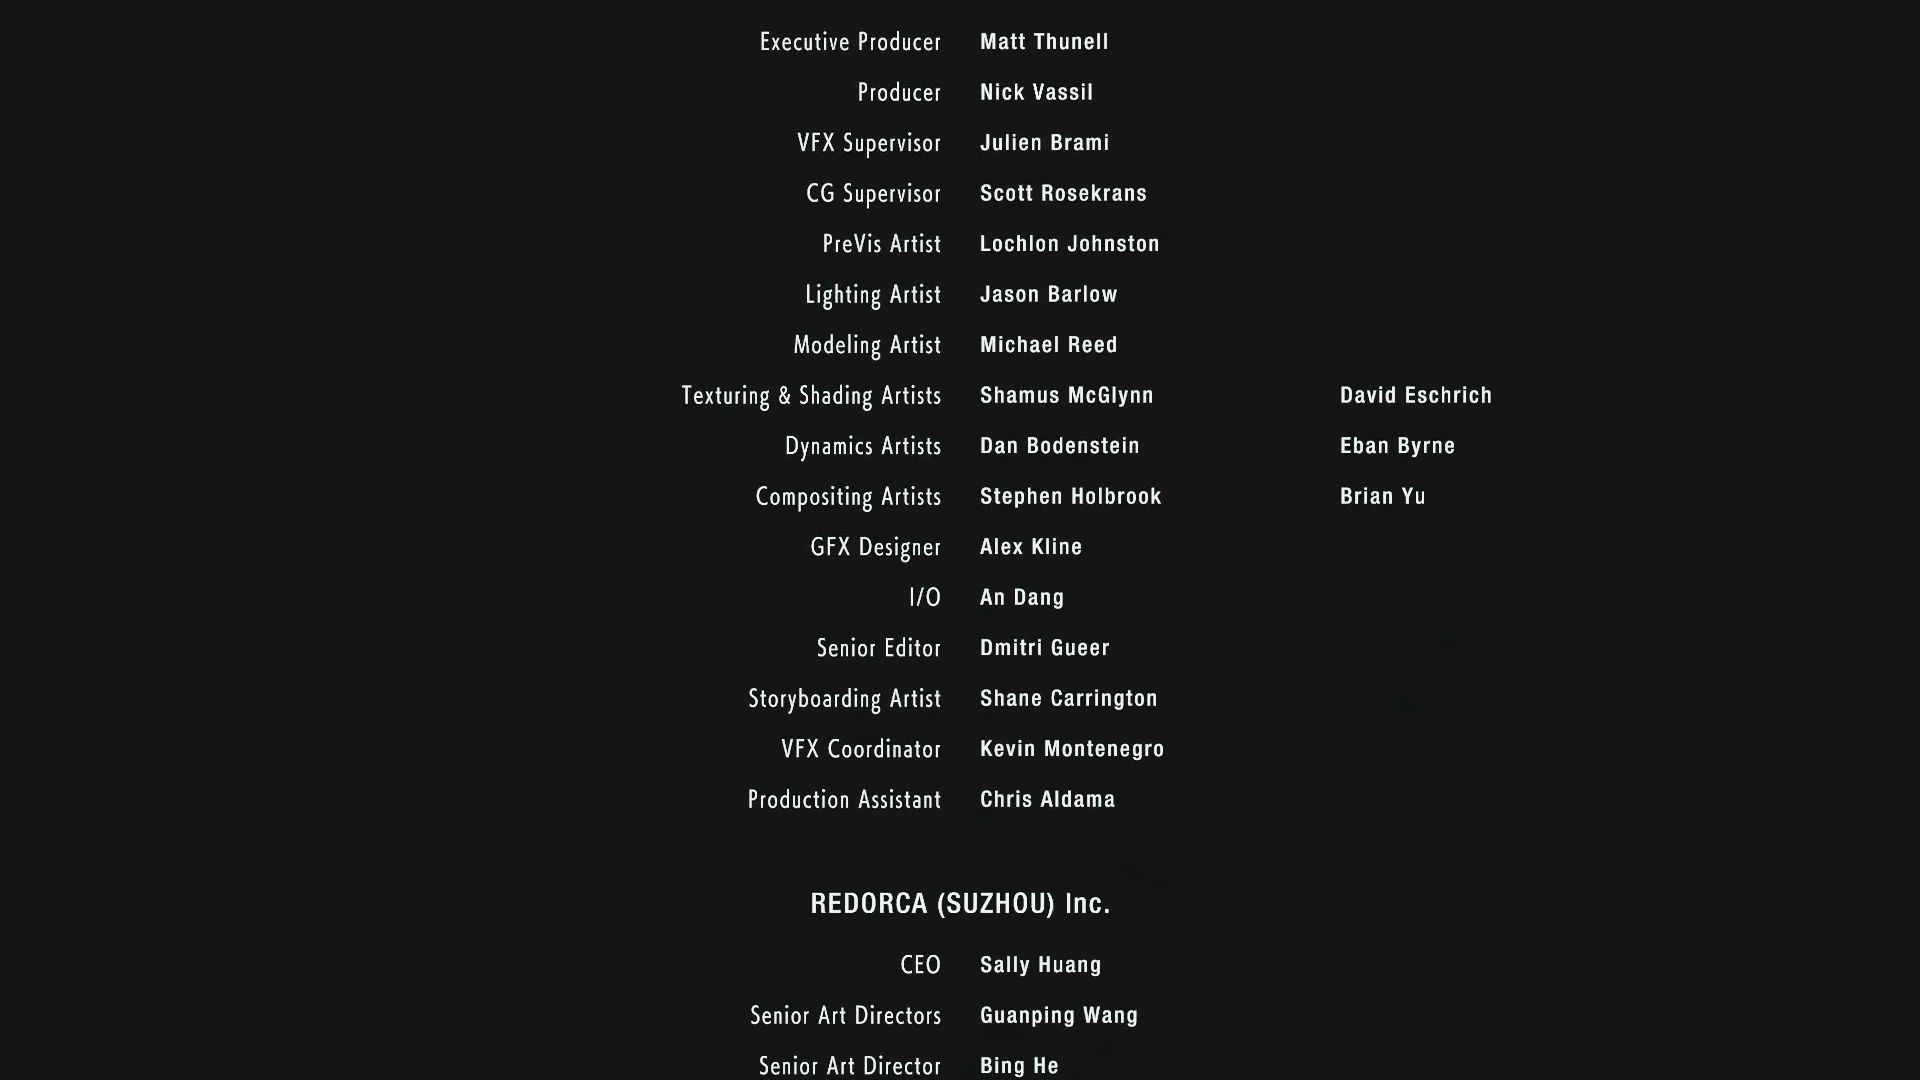 Executive Producer Matt Thunell
Producer Nick Vassil
VFX Supervisor Julien Brami
CG Supervisor Scott Rosekrans
PreVis Artist Lochlon Johnston
Lighting Artist Jason Barlow
Modeling Artist Michael Reed
Texturing & Shading Artists Shamus McGlynn David Eschrich
Dynamics Artists Dan Bodenstein Eban Byrne
Compositing Artists Stephen Holbrook Brian Yu
GFX Designer Alex Kline
I/O An Dang
Senior Editor Dmitri Gueer
Storyboarding Artist Shane Carrington
VFX Coordinator Kevin Montenegro
Production Assistant Chris Aldama
REDORCA (SUZHOU) Inc.
CEO Sally Huang
Senior Art Directors Guanping Wang
Senior Art Director Bing He